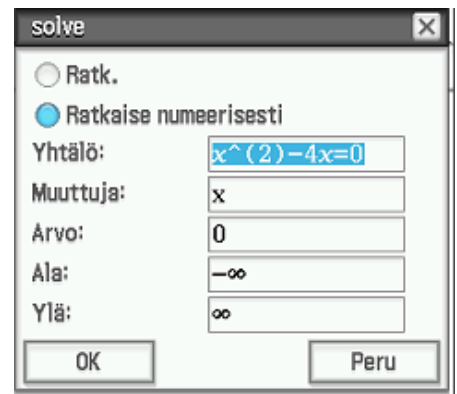 solve
Ratk.
Ratkaise numeerisesti
Yhtälö: x^(2)−4x=0
Muuttuja: x
Arvo: 0
Ala: −∞
Ylä: ∞
OK Peru